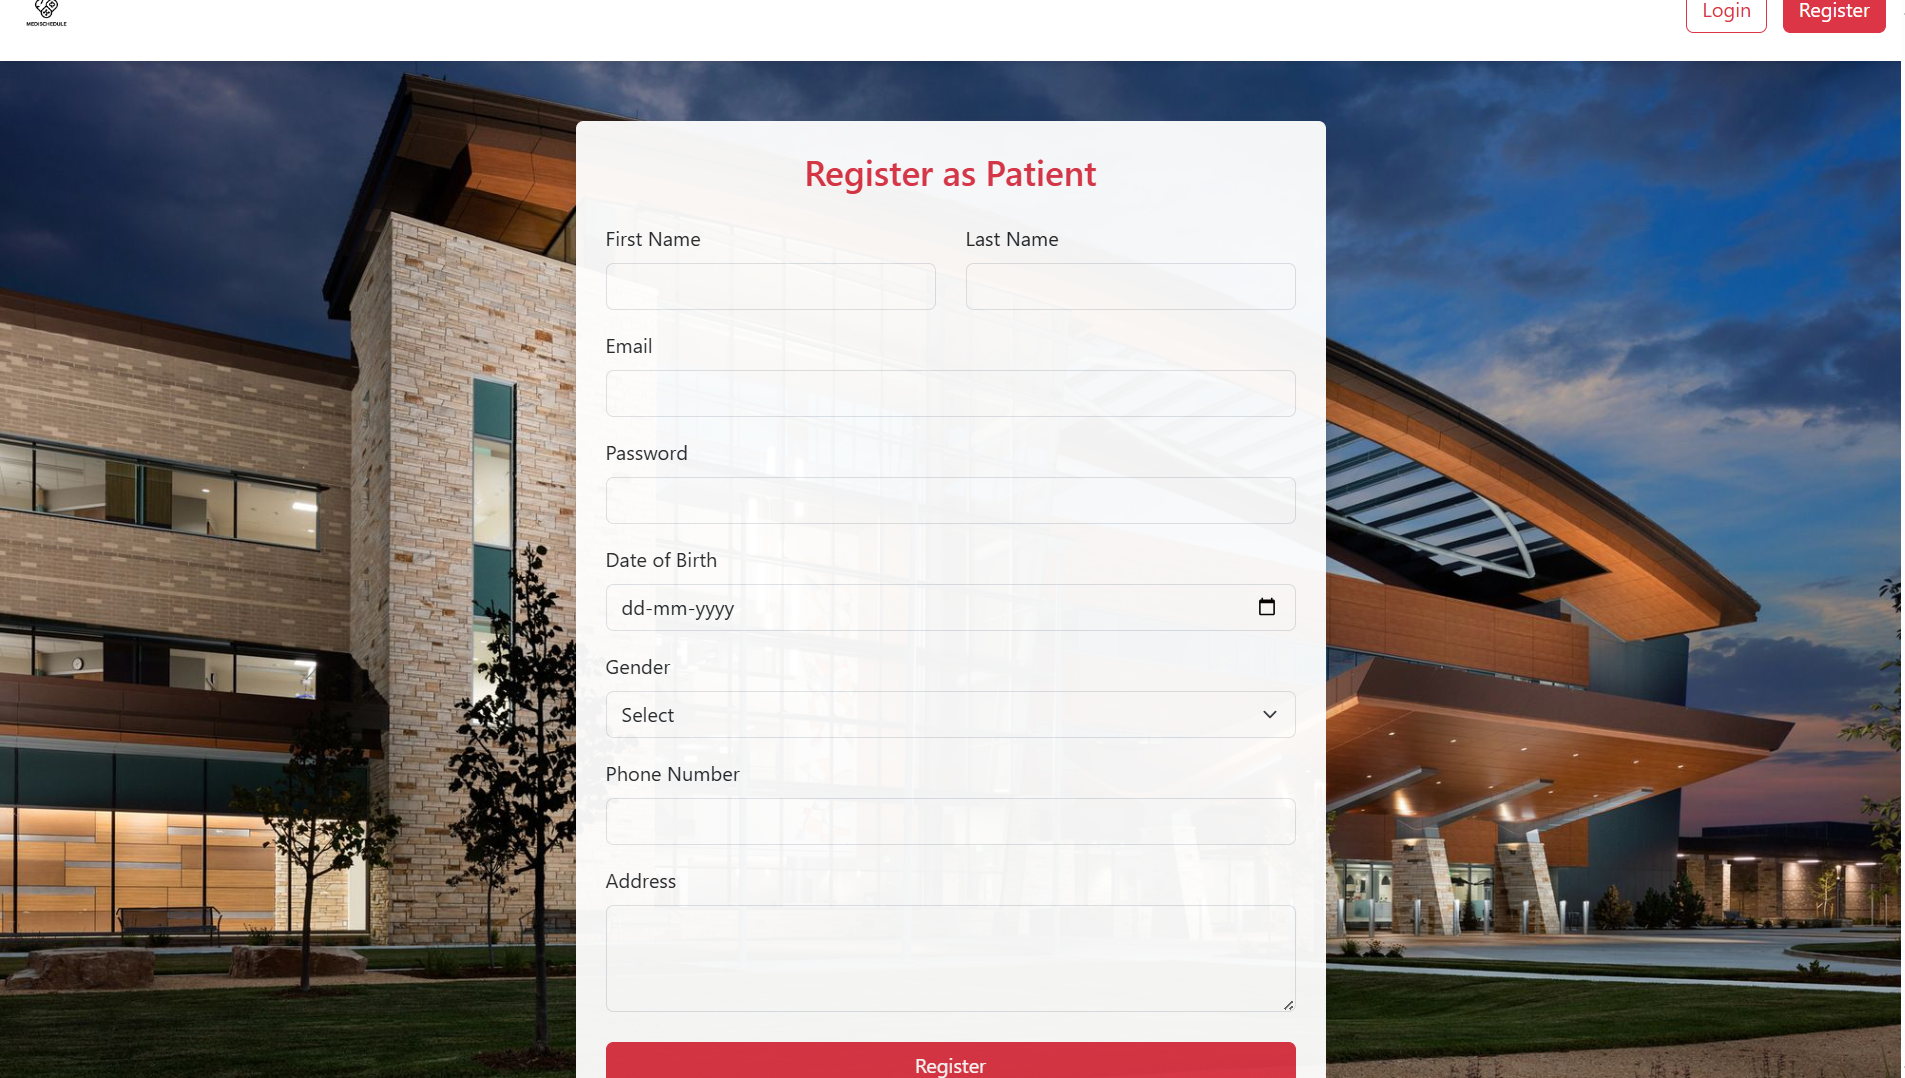 MEDISCHEDULE
Login
Register
Register as Patient
First Name
Last Name
Email
Password
Date of Birth
dd-mm-yyyy
Gender
Select
Phone Number
Address
Register